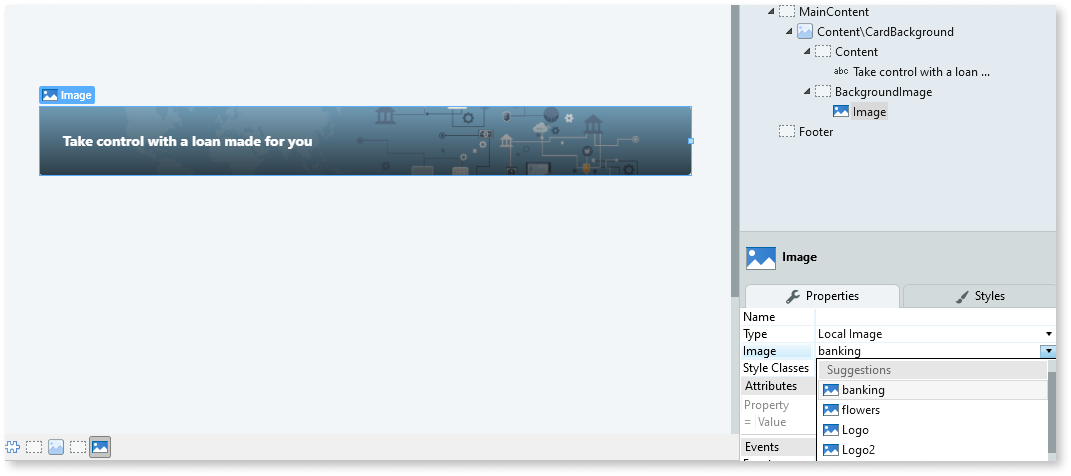 MainContent
Content\CardBackground
Content
abc Take control with a loan ...
BackgroundImage
Image
Footer
Image
Take control with a loan made for you
Image
Properties
Styles
Name
Type Local Image
Image banking
Style Classes
Suggestions
Attributes
banking
Property
flowers
= Value
Logo
Events
Logo2